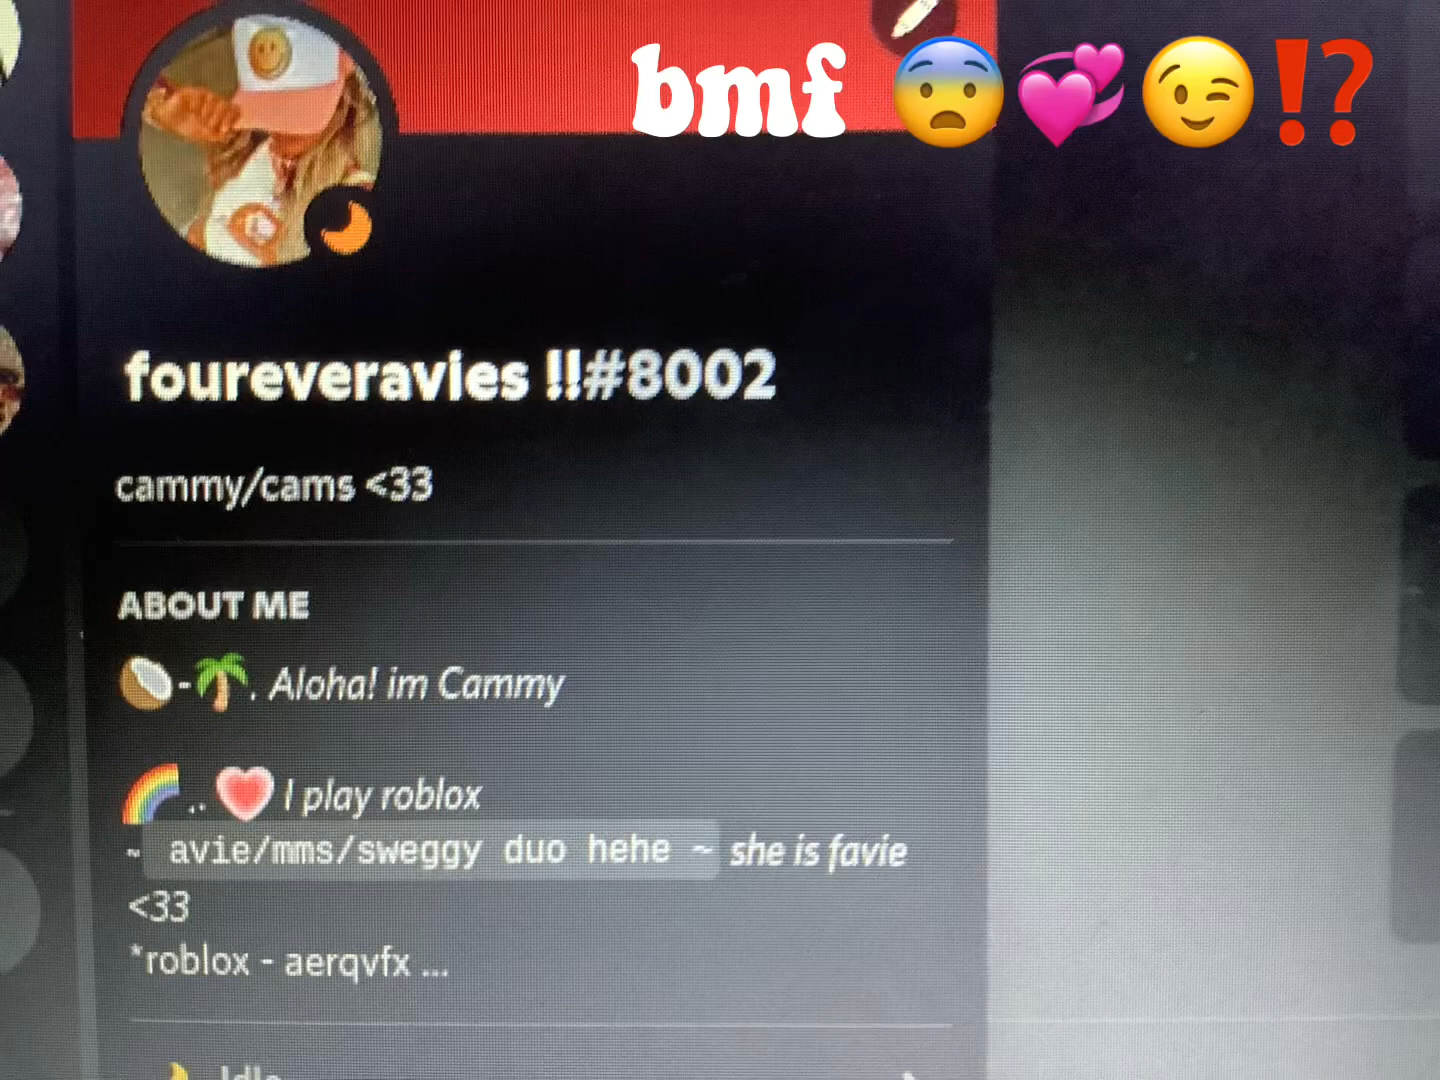 bmf 😨💞😉⁉️
foureveravies !!#8002
cammy/cams <33
ABOUT ME
🥥-🌴. Aloha! im Cammy
🌈.. ❤️ I play roblox
~ avie/mms/sweggy duo hehe ~ she is favie
<33
*roblox - aerqvfx ...
Idle